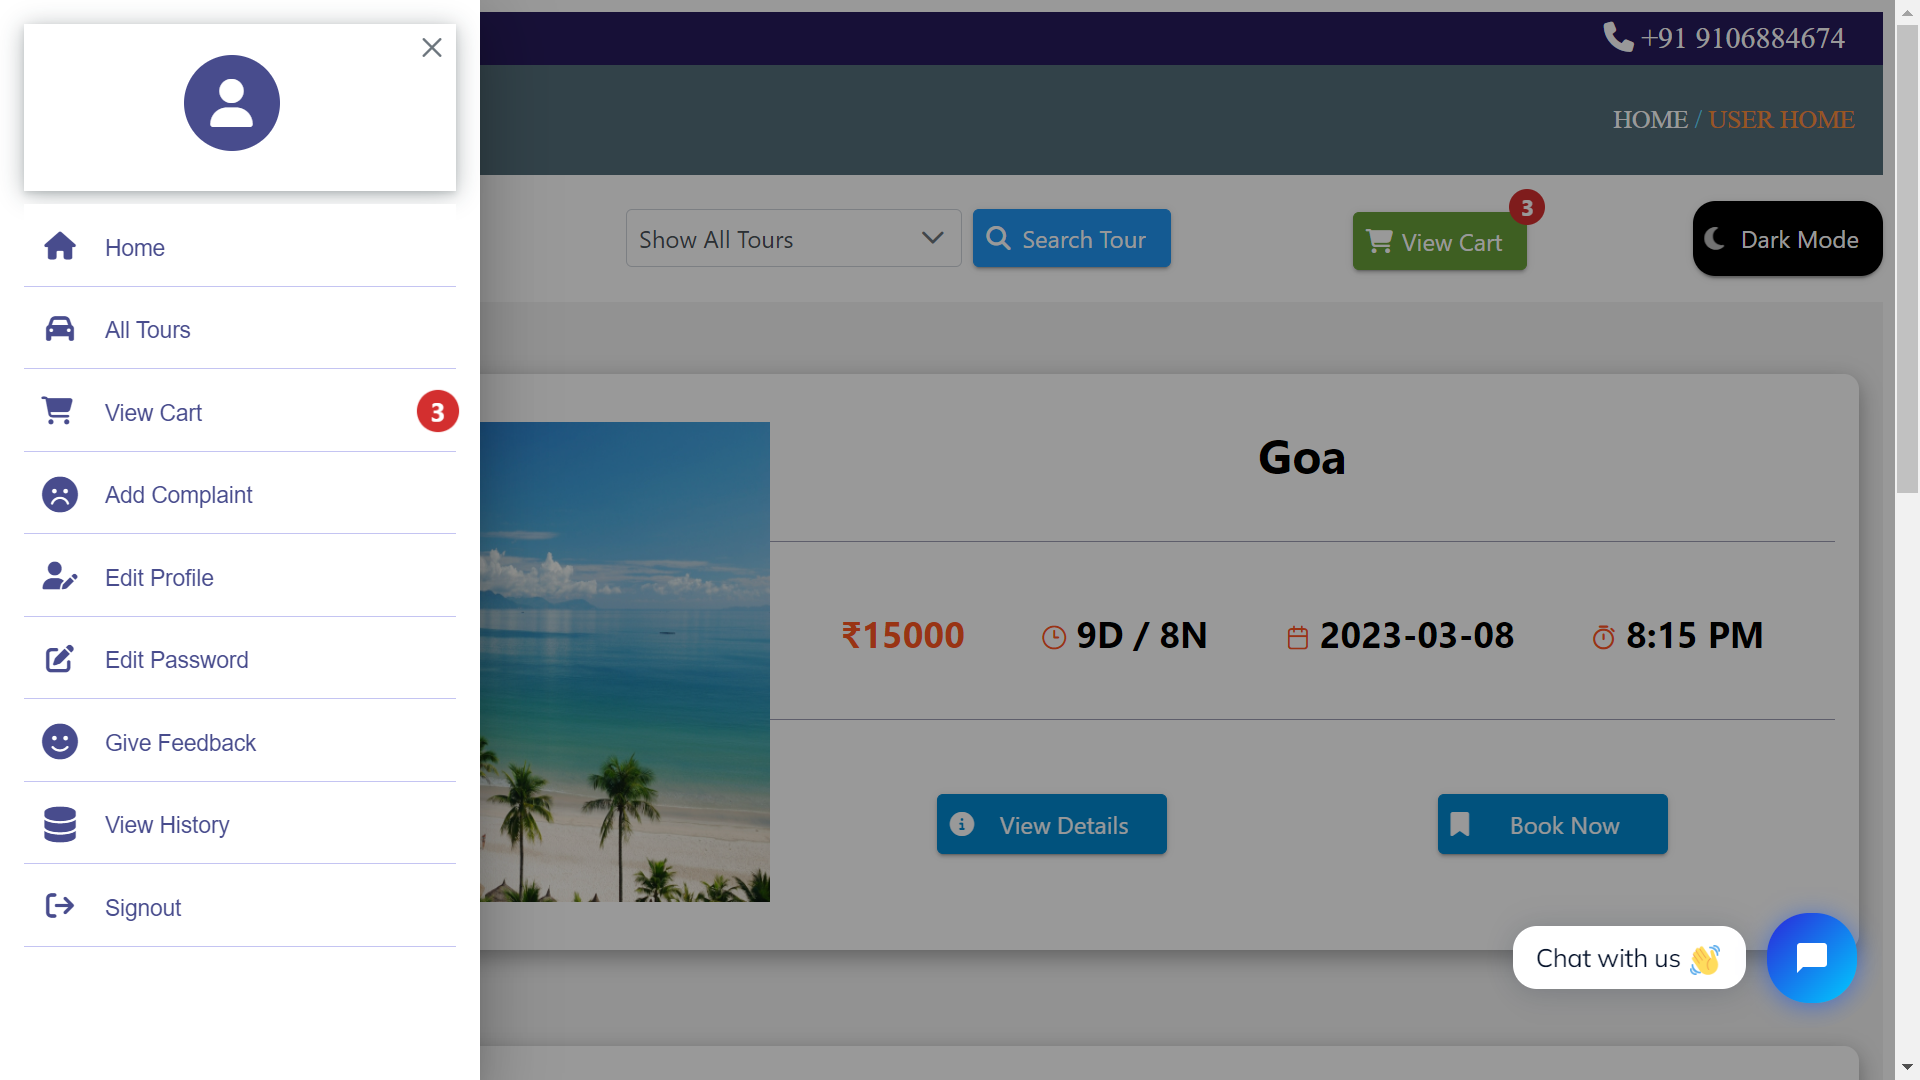 +91 9106884674
HOME / USER HOME
Show All Tours
Search Tour
View Cart
3
Dark Mode
Home
All Tours
View Cart
3
Add Complaint
Edit Profile
Edit Password
Give Feedback
View History
Signout
Goa
₹15000
9D / 8N
2023-03-08
8:15 PM
View Details
Book Now
Chat with us 👋